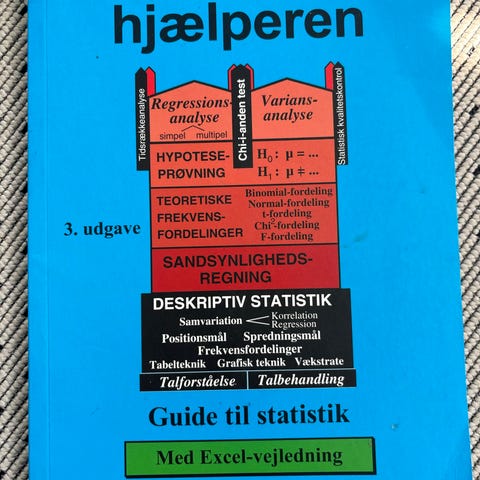 hjælperen
Tidsrækkeanalyse
Regressions-
analyse
simpel multipel
Chi-i-anden test
Varians-
analyse
Statistisk kvalitetskontrol
HYPOTESE-
PRØVNING
H₀: μ = ...
H₁: μ ≠ ...
3. udgave
TEORETISKE
FREKVENS-
FORDELINGER
Binomial-fordeling
Normal-fordeling
t-fordeling
Chi²-fordeling
F-fordeling
SANDSYNLIGHEDS-
REGNING
DESKRIPTIV STATISTIK
Samvariation
Korrelation
Regression
Positionsmål Spredningsmål
Frekvensfordelinger
Tabelteknik Grafisk teknik Vækstrate
Talforståelse Talbehandling
Guide til statistik
Med Excel-vejledning